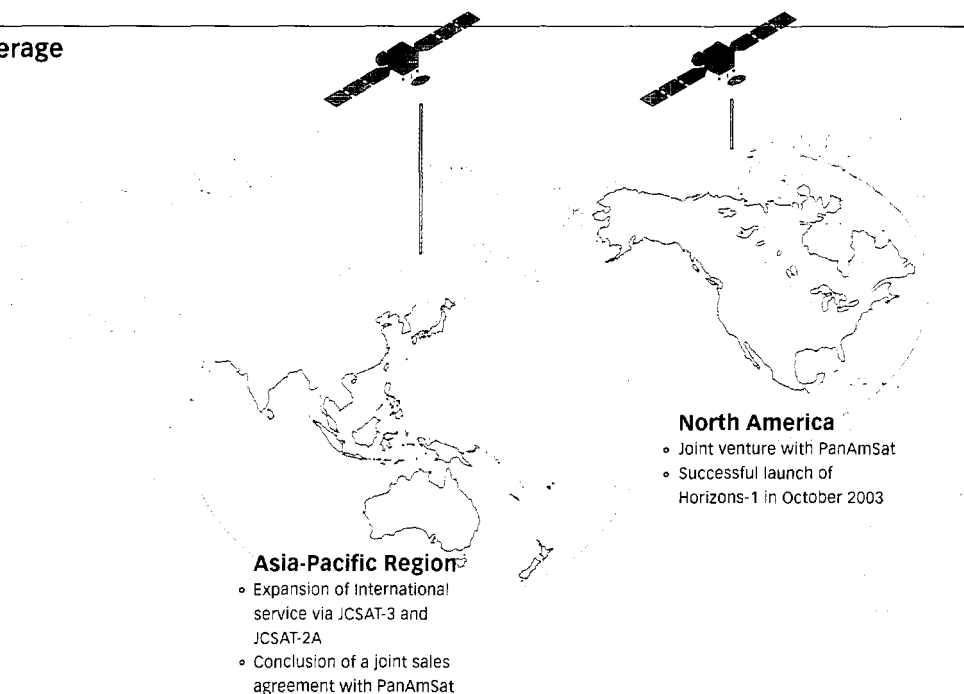 erage
North America
• Joint venture with PanAmSat
• Successful launch of
Horizons-1 in October 2003
Asia-Pacific Region
• Expansion of International
service via JCSAT-3 and
JCSAT-2A
• Conclusion of a joint sales
agreement with PanAmSat